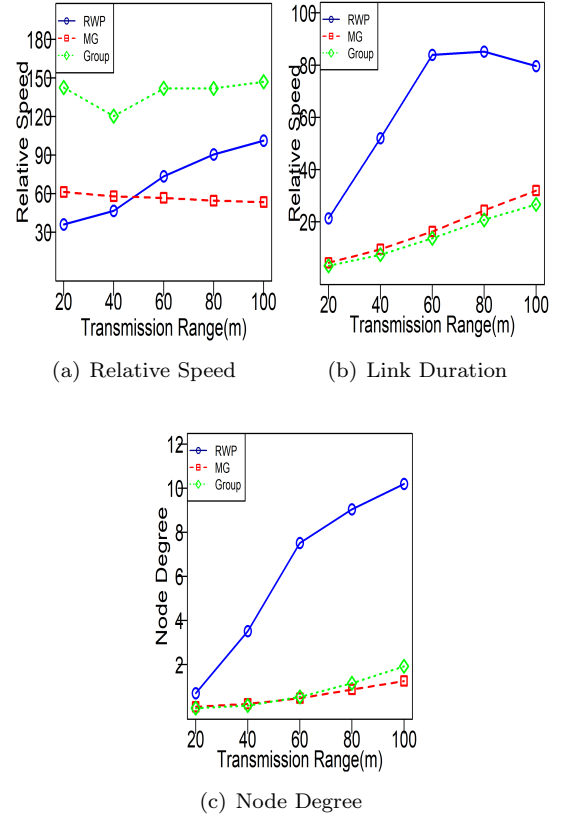 RWP
MG
Group
180
150
120
90
60
30
Relative Speed
20 40 60 80 100
Transmission Range(m)
(a) Relative Speed
RWP
MG
Group
100
80
60
40
20
Relative Speed
20 40 60 80 100
Transmission Range(m)
(b) Link Duration
RWP
MG
Group
12
10
8
6
4
2
Node Degree
20 40 60 80 100
Transmission Range(m)
(c) Node Degree